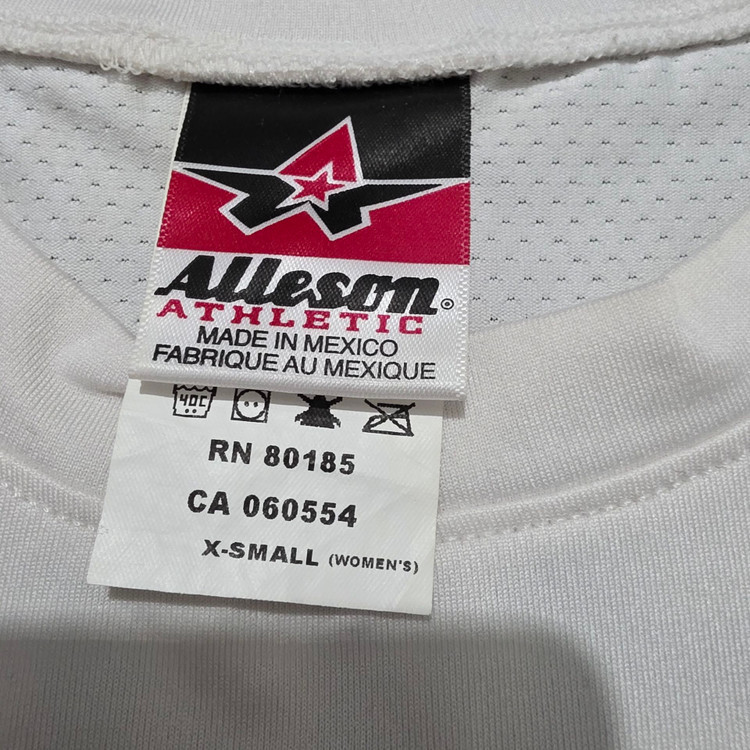 Alleson®
ATHLETIC
MADE IN MEXICO
FABRIQUE AU MEXIQUE
40C
RN 80185
CA 060554
X-SMALL (WOMEN'S)